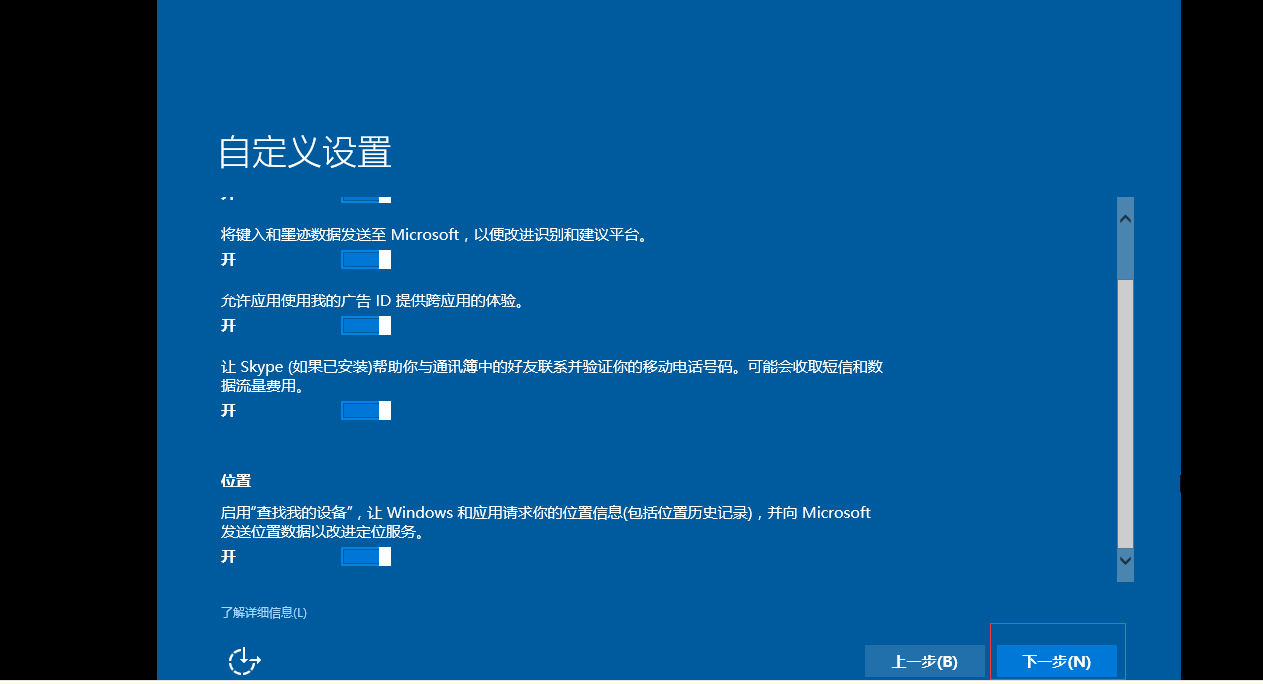 自定义设置
将键入和墨迹数据发送至 Microsoft，以便改进识别和建议平台。
开
允许应用使用我的广告 ID 提供跨应用的体验。
开
让 Skype (如果已安装)帮助你与通讯簿中的好友联系并验证你的移动电话号码。可能会收取短信和数
据流量费用。
开
位置
启用“查找我的设备”，让 Windows 和应用请求你的位置信息(包括位置历史记录)，并向 Microsoft
发送位置数据以改进定位服务。
开
了解详细信息(L)
上一步(B)
下一步(N)